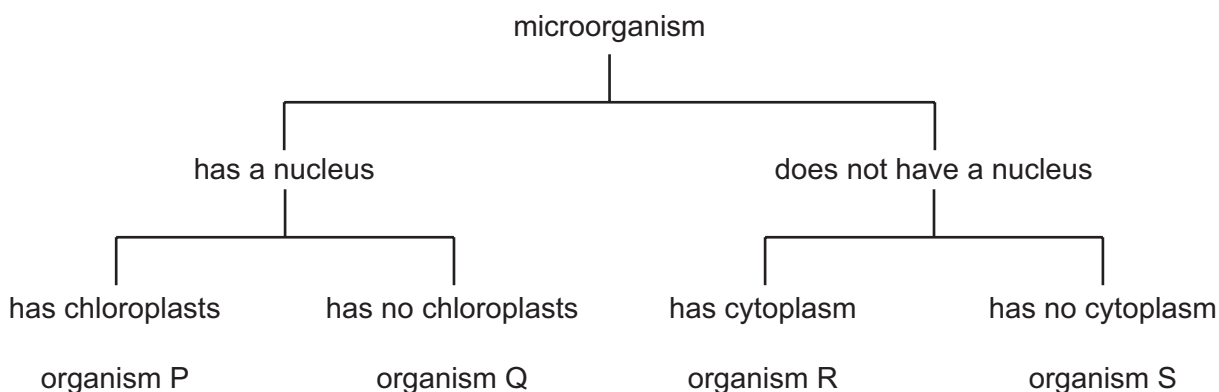 microorganism
has a nucleus does not have a nucleus
has chloroplasts has no chloroplasts has cytoplasm has no cytoplasm
organism P organism Q organism R organism S